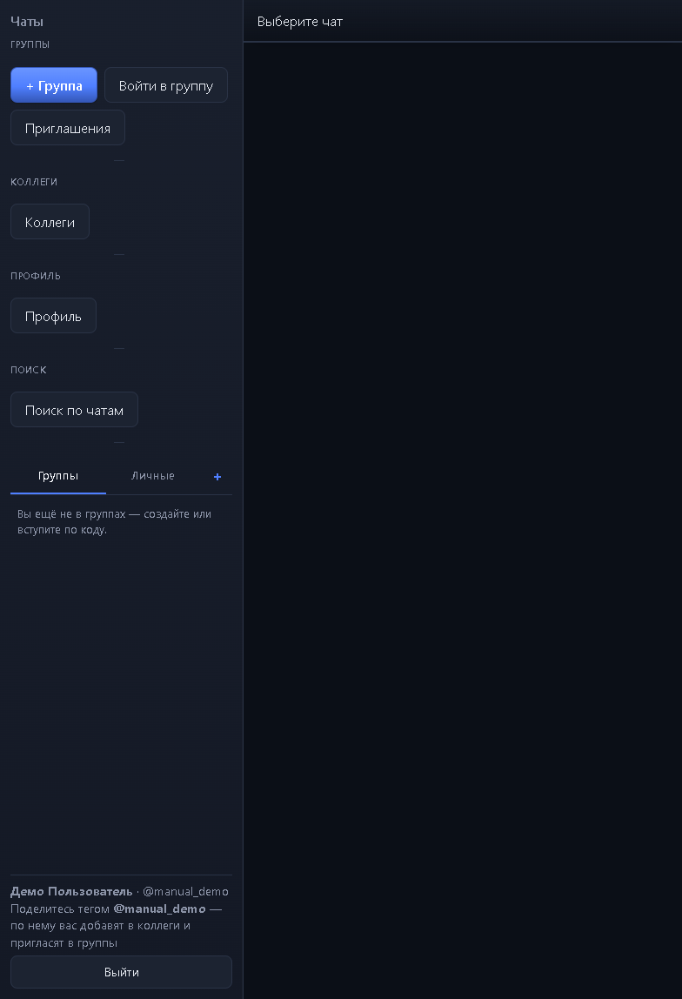 Чаты
ГРУППЫ
+ Группа
Войти в группу
Приглашения
—
КОЛЛЕГИ
Коллеги
—
ПРОФИЛЬ
Профиль
—
ПОИСК
Поиск по чатам
—
Группы
Личные
+
Вы ещё не в группах — создайте или
вступите по коду.
Демо Пользователь · @manual_demo
Поделитесь тегом @manual_demo —
по нему вас добавят в коллеги и
пригласят в группы
Выйти
Выберите чат